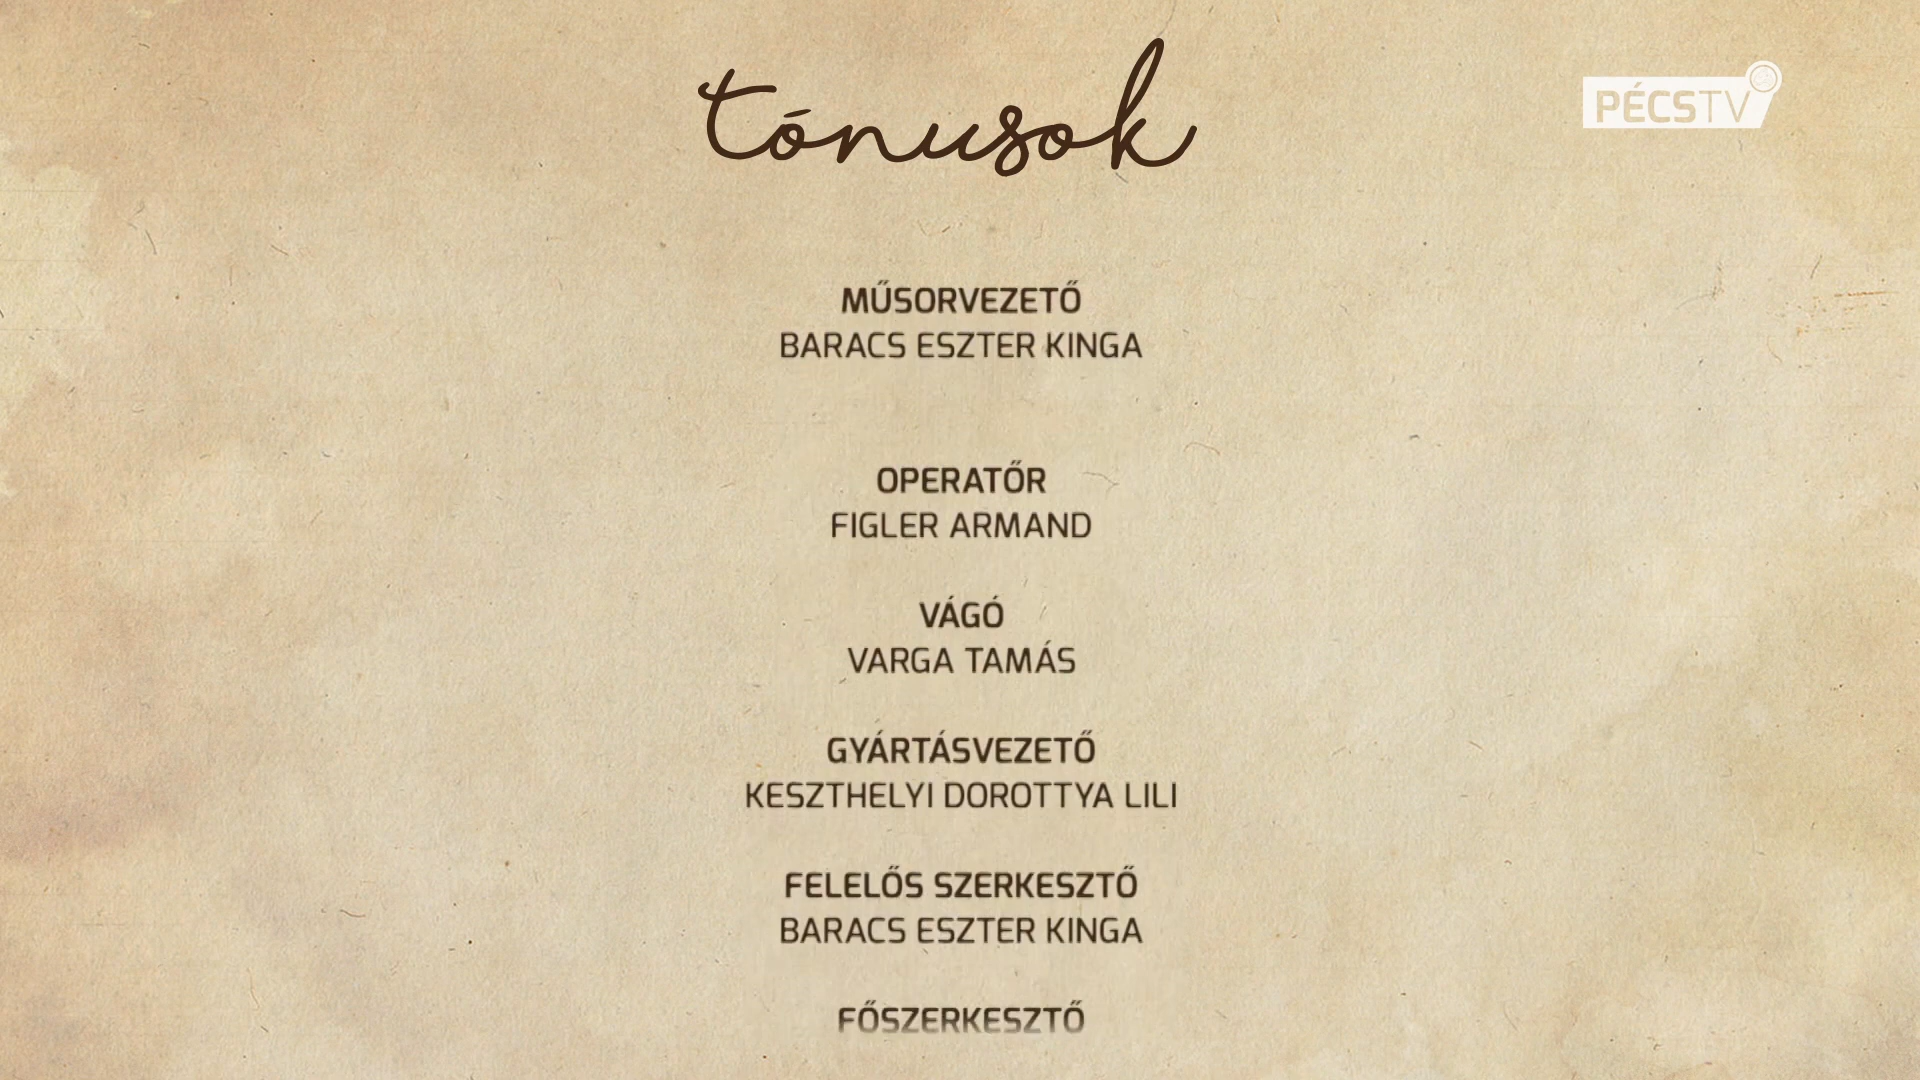 tónusok
PÉCSTV
MŰSORVEZETŐ
BARACS ESZTER KINGA
OPERATŐR
FIGLER ARMAND
VÁGÓ
VARGA TAMÁS
GYÁRTÁSVEZETŐ
KESZTHELYI DOROTTYA LILI
FELELŐS SZERKESZTŐ
BARACS ESZTER KINGA
FŐSZERKESZTŐ